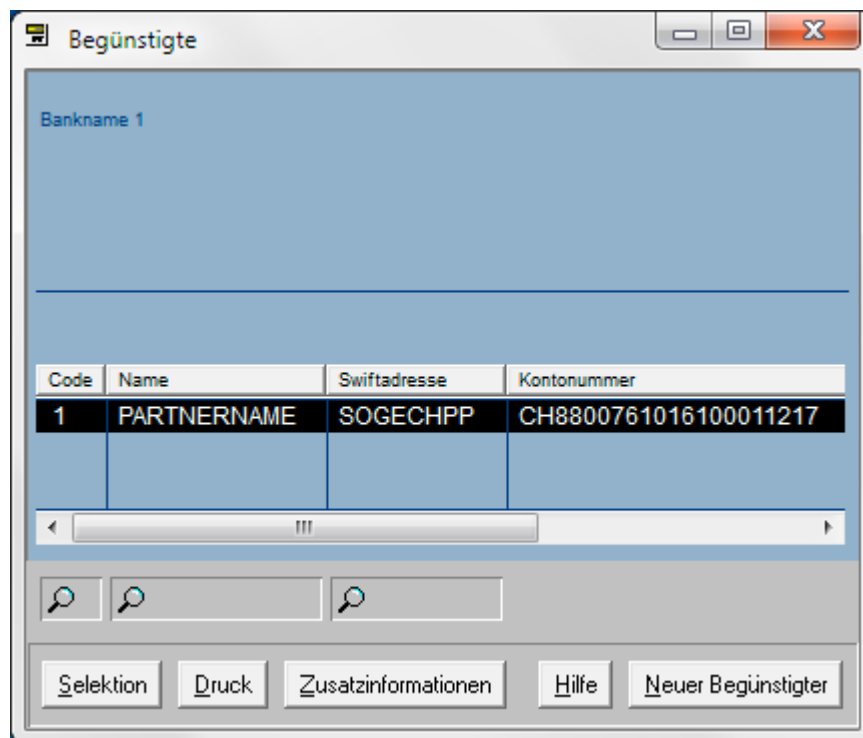 Begünstigte
Bankname 1
Code Name Swiftadresse Kontonummer
1 PARTNERNAME SOGECHPP CH8800761016100011217
Selektion Druck Zusatzinformationen Hilfe Neuer Begünstigter